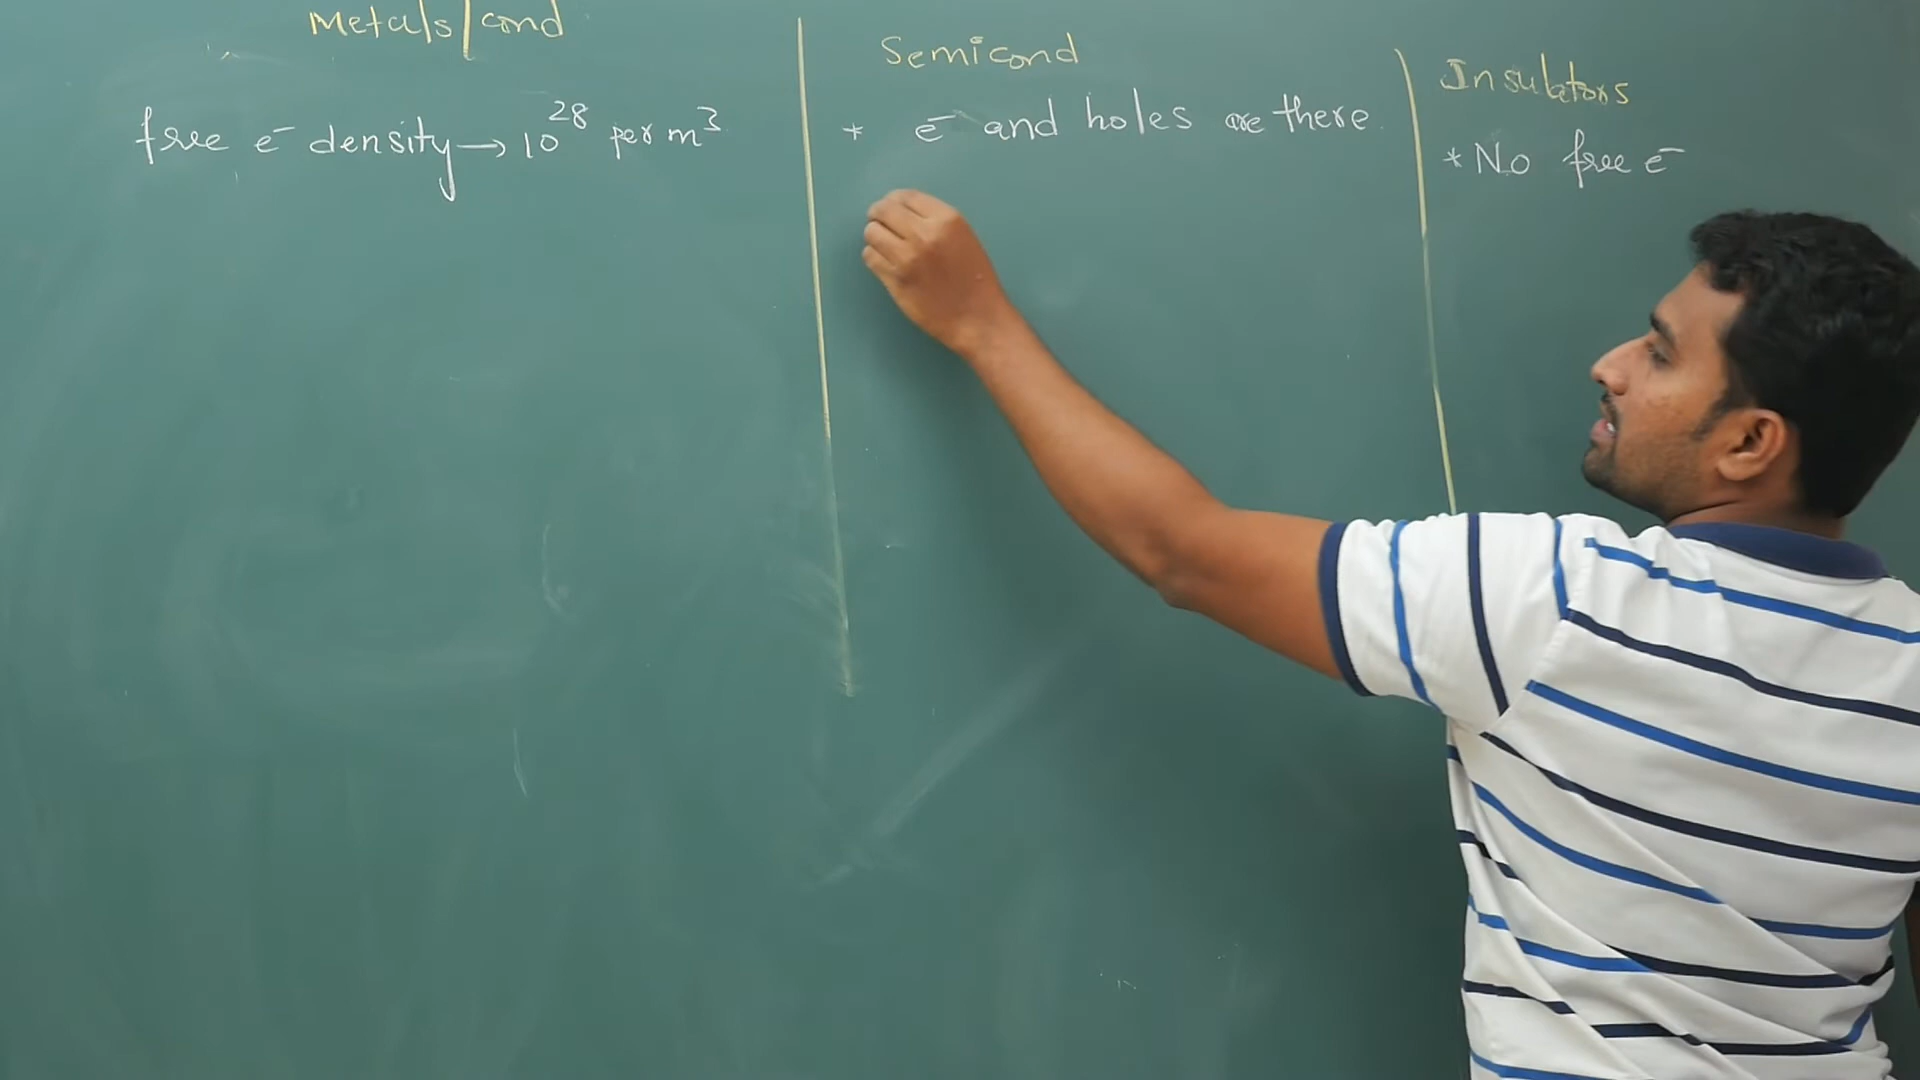 Metals/cond
free e⁻ density → 10²⁸ per m³
Semicond
* e⁻ and holes are there
Insulators
* No free e⁻